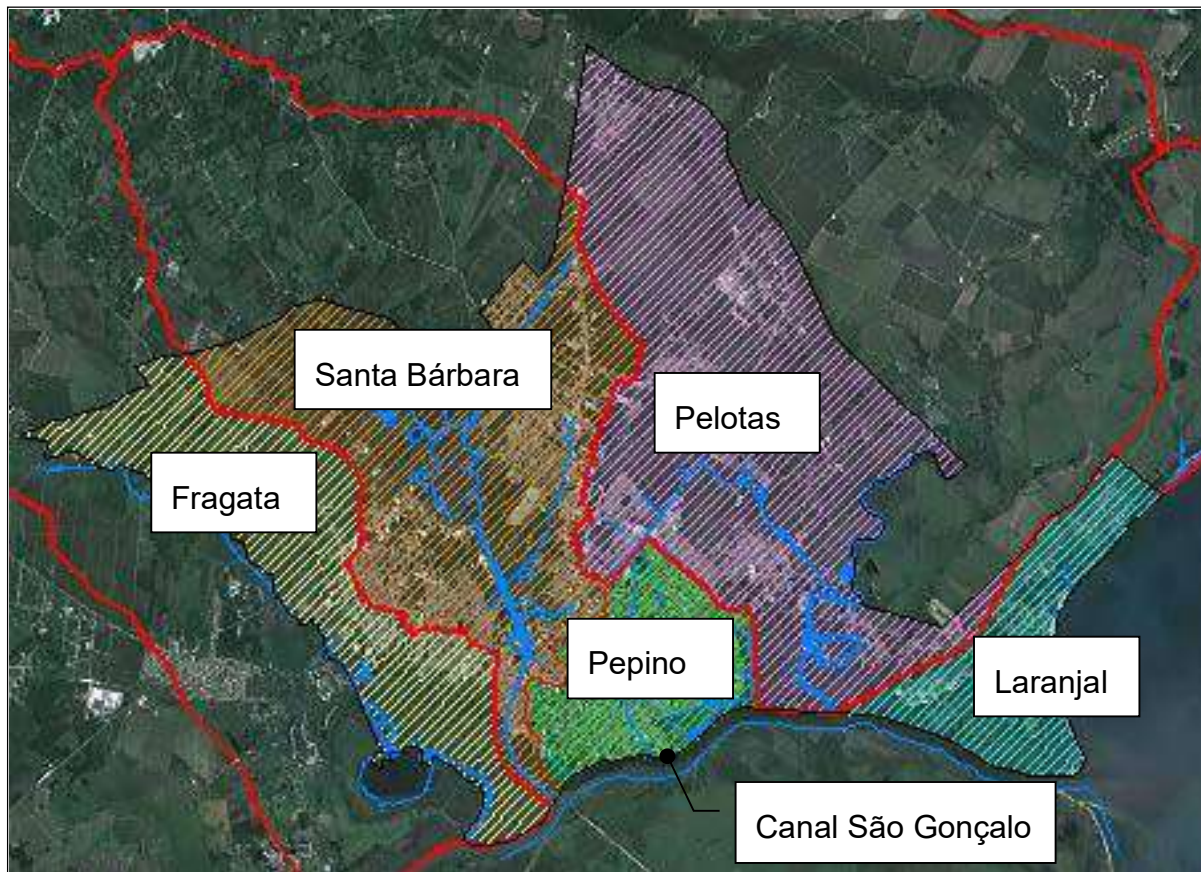 Santa Bárbara
Pelotas
Fragata
Pepino
Laranjal
Canal São Gonçalo